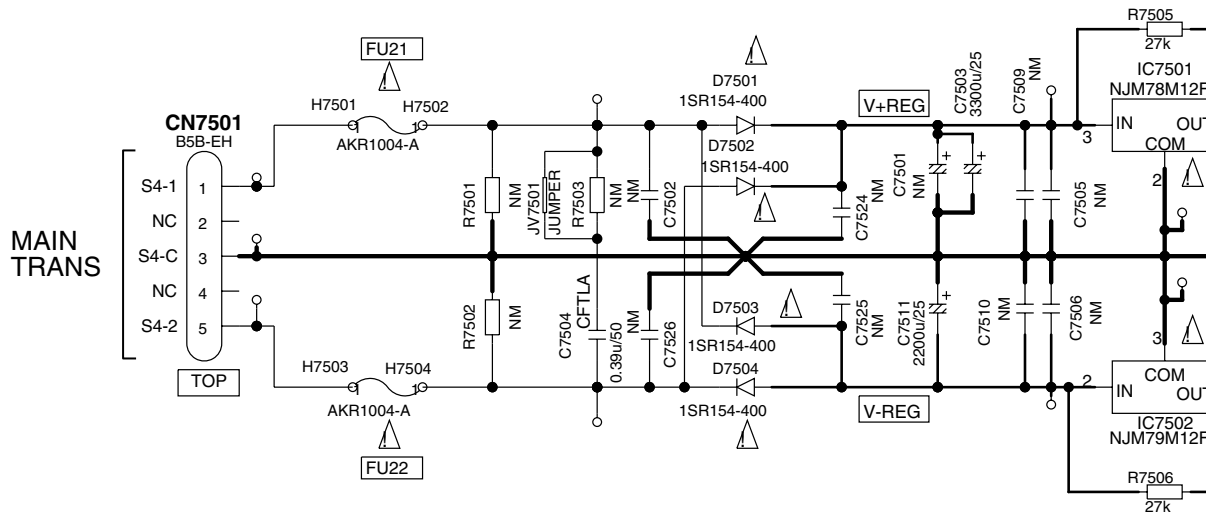 MAIN
TRANS
CN7501
B5B-EH
S4-1
1
NC
2
S4-C
3
NC
4
S4-2
5
TOP
FU21
H7501
H7502
AKR1004-A
H7503
H7504
AKR1004-A
FU22
R7501
NM
R7502
NM
JV7501
JUMPER
R7503
NM
C7504
CFTLA
0.39u/50
C7502
NM
C7526
NM
D7501
1SR154-400
D7502
1SR154-400
D7503
1SR154-400
D7504
1SR154-400
C7524
NM
C7525
NM
V+REG
V-REG
C7501
NM
+
C7503
3300u/25
+
C7511
2200u/25
+
C7509
NM
C7505
NM
C7510
NM
C7506
NM
R7505
27k
IC7501
NJM78M12F
IN
OUT
COM
3
2
3
2
COM
IN
OUT
IC7502
NJM79M12F
R7506
27k